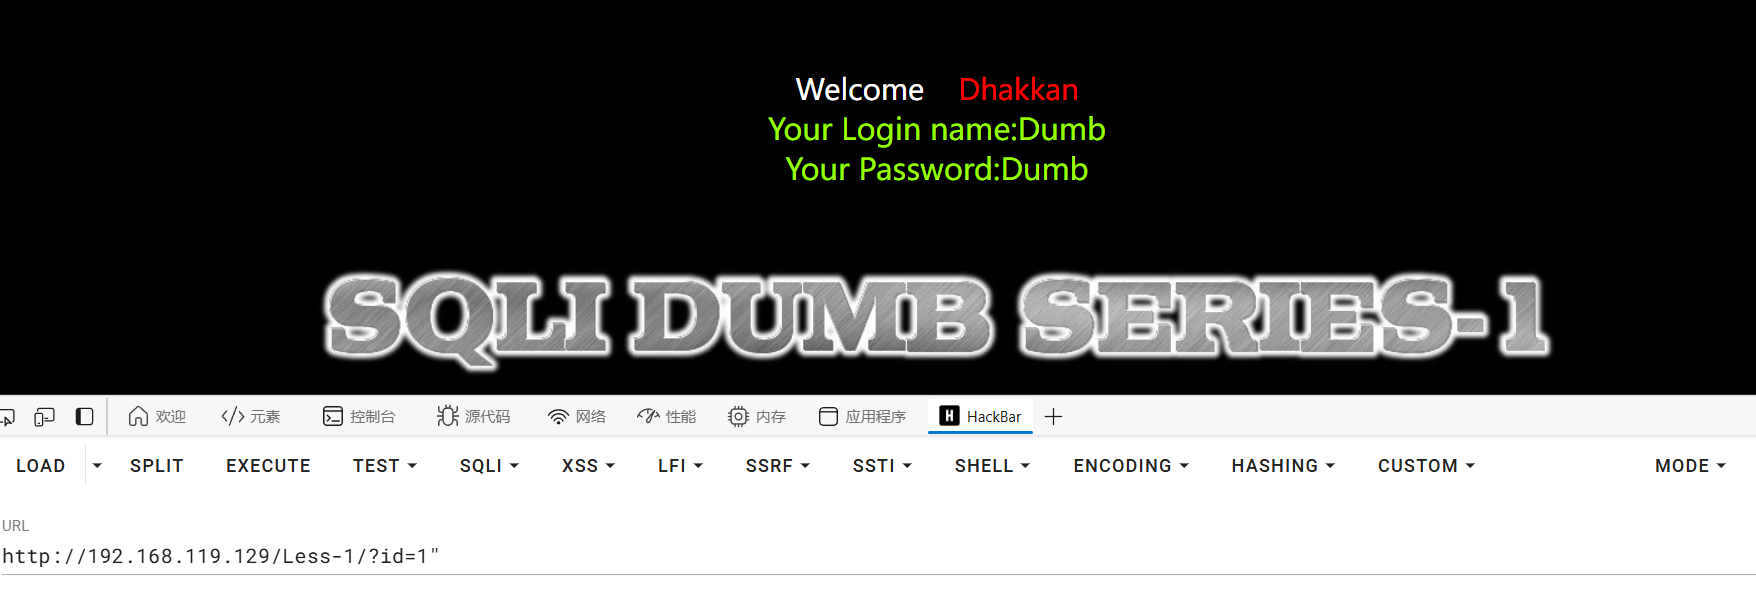 Welcome Dhakkan
Your Login name:Dumb
Your Password:Dumb
SQLI DUMB SERIES-1
欢迎 元素 控制台 源代码 网络 性能 内存 应用程序 H HackBar
LOAD SPLIT EXECUTE TEST SQLI XSS LFI SSRF SSTI SHELL ENCODING HASHING CUSTOM MODE
URL
http://192.168.119.129/Less-1/?id=1"